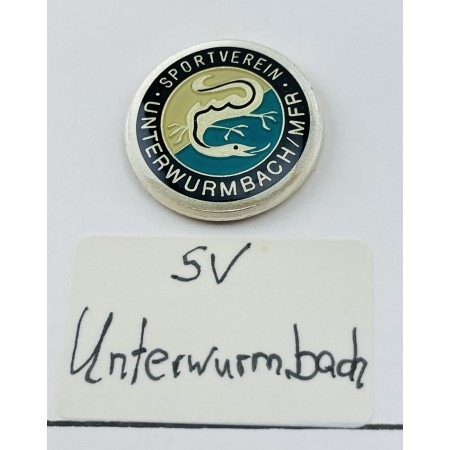 · SPORTVEREIN ·
UNTERWURMBACH/MFR
SV
Unterwurmbach